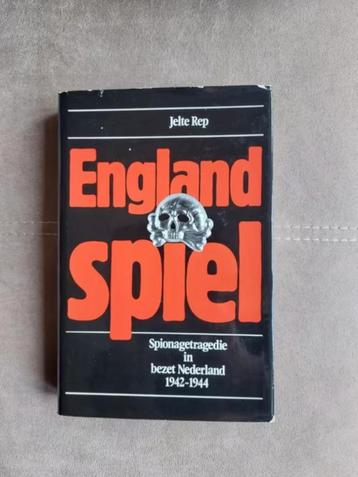 Jelte Rep
England
spiel
Spionagetragedie
in
bezet Nederland
1942-1944